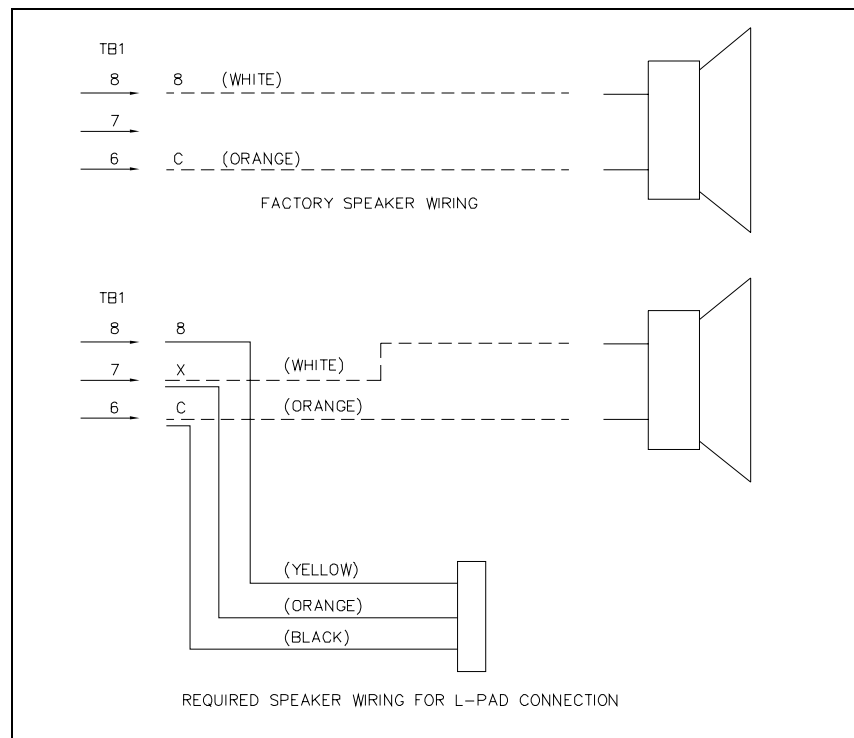 TB1
8 8 (WHITE)
7
6 C (ORANGE)
FACTORY SPEAKER WIRING
TB1
8 8
7 X (WHITE)
6 C (ORANGE)
(YELLOW)
(ORANGE)
(BLACK)
REQUIRED SPEAKER WIRING FOR L-PAD CONNECTION